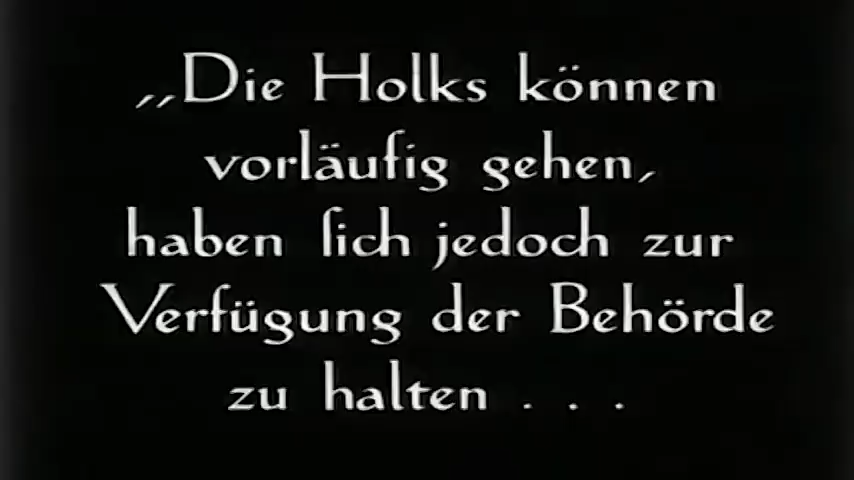 „Die Holks können
vorläufig gehen,
haben ſich jedoch zur
Verfügung der Behörde
zu halten . . .